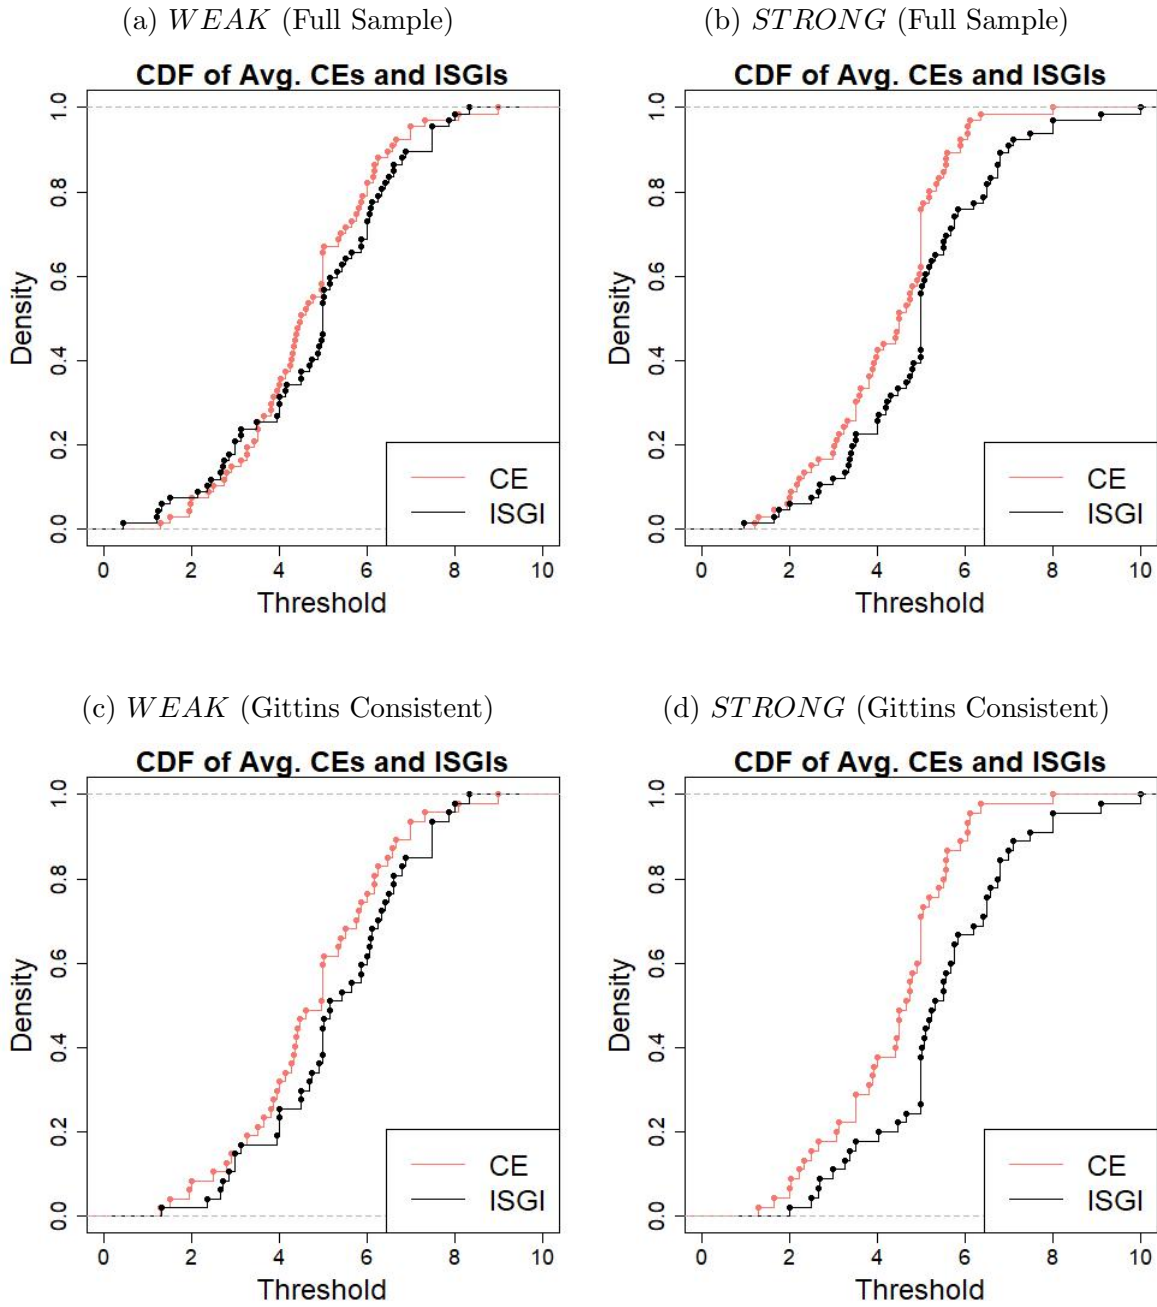 (a) WEAK (Full Sample)
CDF of Avg. CEs and ISGIs
Density
0.0 0.2 0.4 0.6 0.8 1.0
CE
ISGI
0 2 4 6 8 10
Threshold
(b) STRONG (Full Sample)
CDF of Avg. CEs and ISGIs
Density
0.0 0.2 0.4 0.6 0.8 1.0
CE
ISGI
0 2 4 6 8 10
Threshold
(c) WEAK (Gittins Consistent)
CDF of Avg. CEs and ISGIs
Density
0.0 0.2 0.4 0.6 0.8 1.0
CE
ISGI
0 2 4 6 8 10
Threshold
(d) STRONG (Gittins Consistent)
CDF of Avg. CEs and ISGIs
Density
0.0 0.2 0.4 0.6 0.8 1.0
CE
ISGI
0 2 4 6 8 10
Threshold